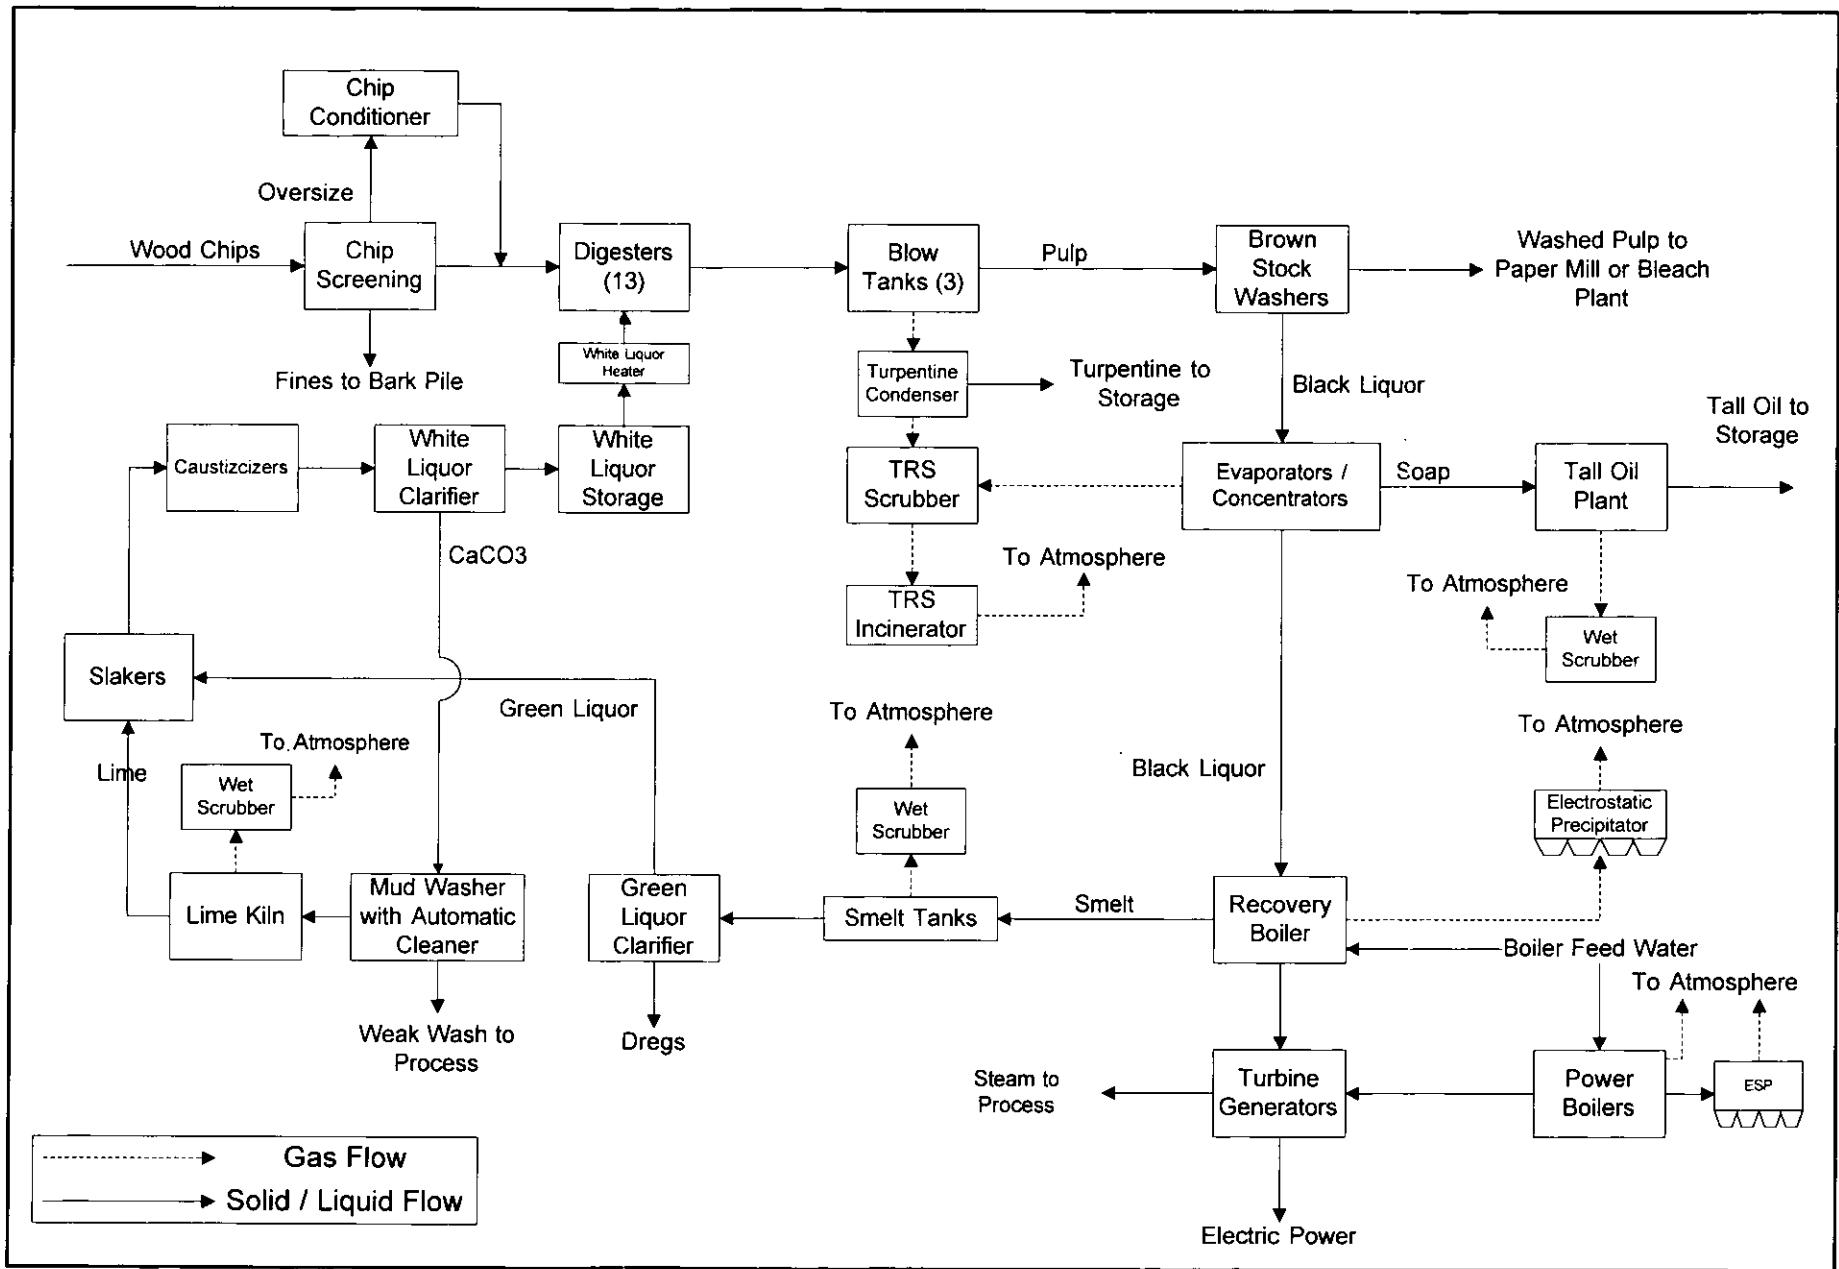 Chip
Conditioner
Oversize
Wood Chips
Chip
Screening
Digesters
(13)
Blow
Tanks (3)
Pulp
Brown
Stock
Washers
Washed Pulp to
Paper Mill or Bleach
Plant
Fines to Bark Pile
White Liquor
Heater
Turpentine
Condenser
Turpentine to
Storage
Black Liquor
Tall Oil to
Storage
Caustizcizers
White
Liquor
Clarifier
White
Liquor
Storage
TRS
Scrubber
Evaporators /
Concentrators
Soap
Tall Oil
Plant
CaCO3
To Atmosphere
TRS
Incinerator
To Atmosphere
Wet
Scrubber
Slakers
Green Liquor
To Atmosphere
To Atmosphere
To Atmosphere
Lime
Wet
Scrubber
Black Liquor
Wet
Scrubber
Electrostatic
Precipitator
Lime Kiln
Mud Washer
with Automatic
Cleaner
Green
Liquor
Clarifier
Smelt Tanks
Smelt
Recovery
Boiler
Boiler Feed Water
To Atmosphere
Weak Wash to
Process
Dregs
Steam to
Process
Turbine
Generators
Power
Boilers
ESP
Gas Flow
Solid / Liquid Flow
Electric Power